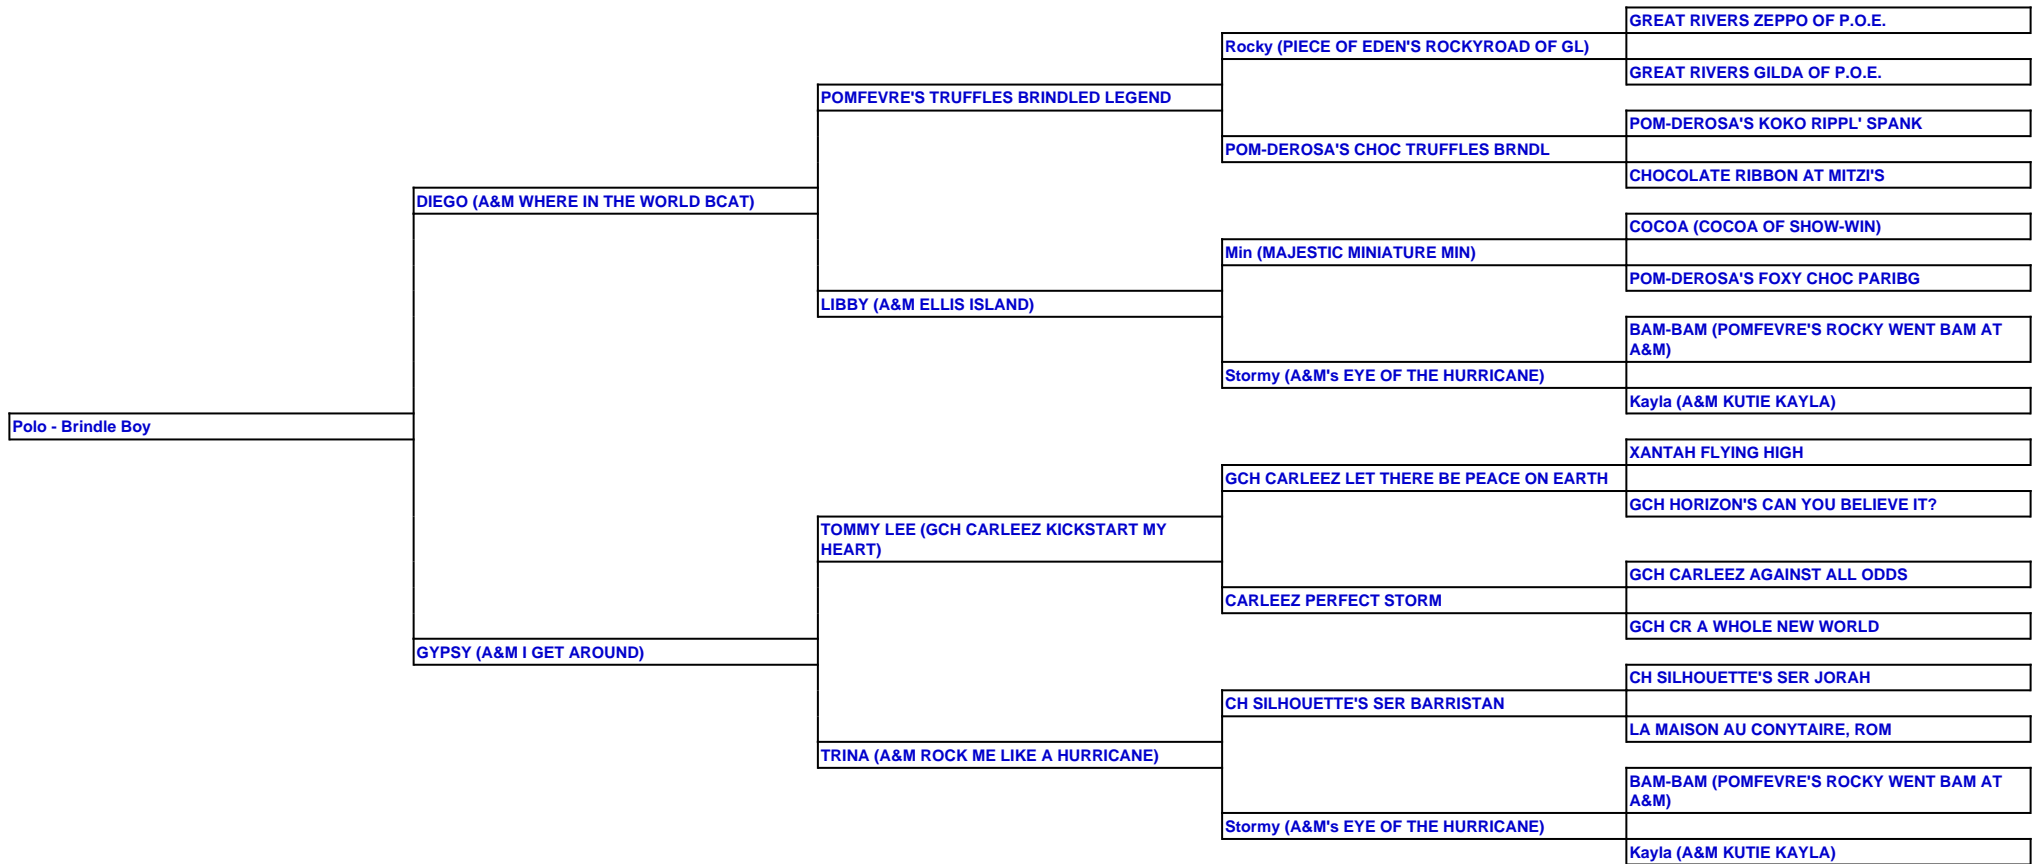 GREAT RIVERS ZEPPO OF P.O.E.
Rocky (PIECE OF EDEN'S ROCKYROAD OF GL)
GREAT RIVERS GILDA OF P.O.E.
POMFEVRE'S TRUFFLES BRINDLED LEGEND
POM-DEROSA'S KOKO RIPPL' SPANK
POM-DEROSA'S CHOC TRUFFLES BRNDL
CHOCOLATE RIBBON AT MITZI'S
DIEGO (A&M WHERE IN THE WORLD BCAT)
COCOA (COCOA OF SHOW-WIN)
Min (MAJESTIC MINIATURE MIN)
POM-DEROSA'S FOXY CHOC PARIBG
LIBBY (A&M ELLIS ISLAND)
BAM-BAM (POMFEVRE'S ROCKY WENT BAM AT
A&M)
Stormy (A&M's EYE OF THE HURRICANE)
Kayla (A&M KUTIE KAYLA)
Polo - Brindle Boy
XANTAH FLYING HIGH
GCH CARLEEZ LET THERE BE PEACE ON EARTH
GCH HORIZON'S CAN YOU BELIEVE IT?
TOMMY LEE (GCH CARLEEZ KICKSTART MY
HEART)
GCH CARLEEZ AGAINST ALL ODDS
CARLEEZ PERFECT STORM
GCH CR A WHOLE NEW WORLD
GYPSY (A&M I GET AROUND)
CH SILHOUETTE'S SER JORAH
CH SILHOUETTE'S SER BARRISTAN
LA MAISON AU CONYTAIRE, ROM
TRINA (A&M ROCK ME LIKE A HURRICANE)
BAM-BAM (POMFEVRE'S ROCKY WENT BAM AT
A&M)
Stormy (A&M's EYE OF THE HURRICANE)
Kayla (A&M KUTIE KAYLA)